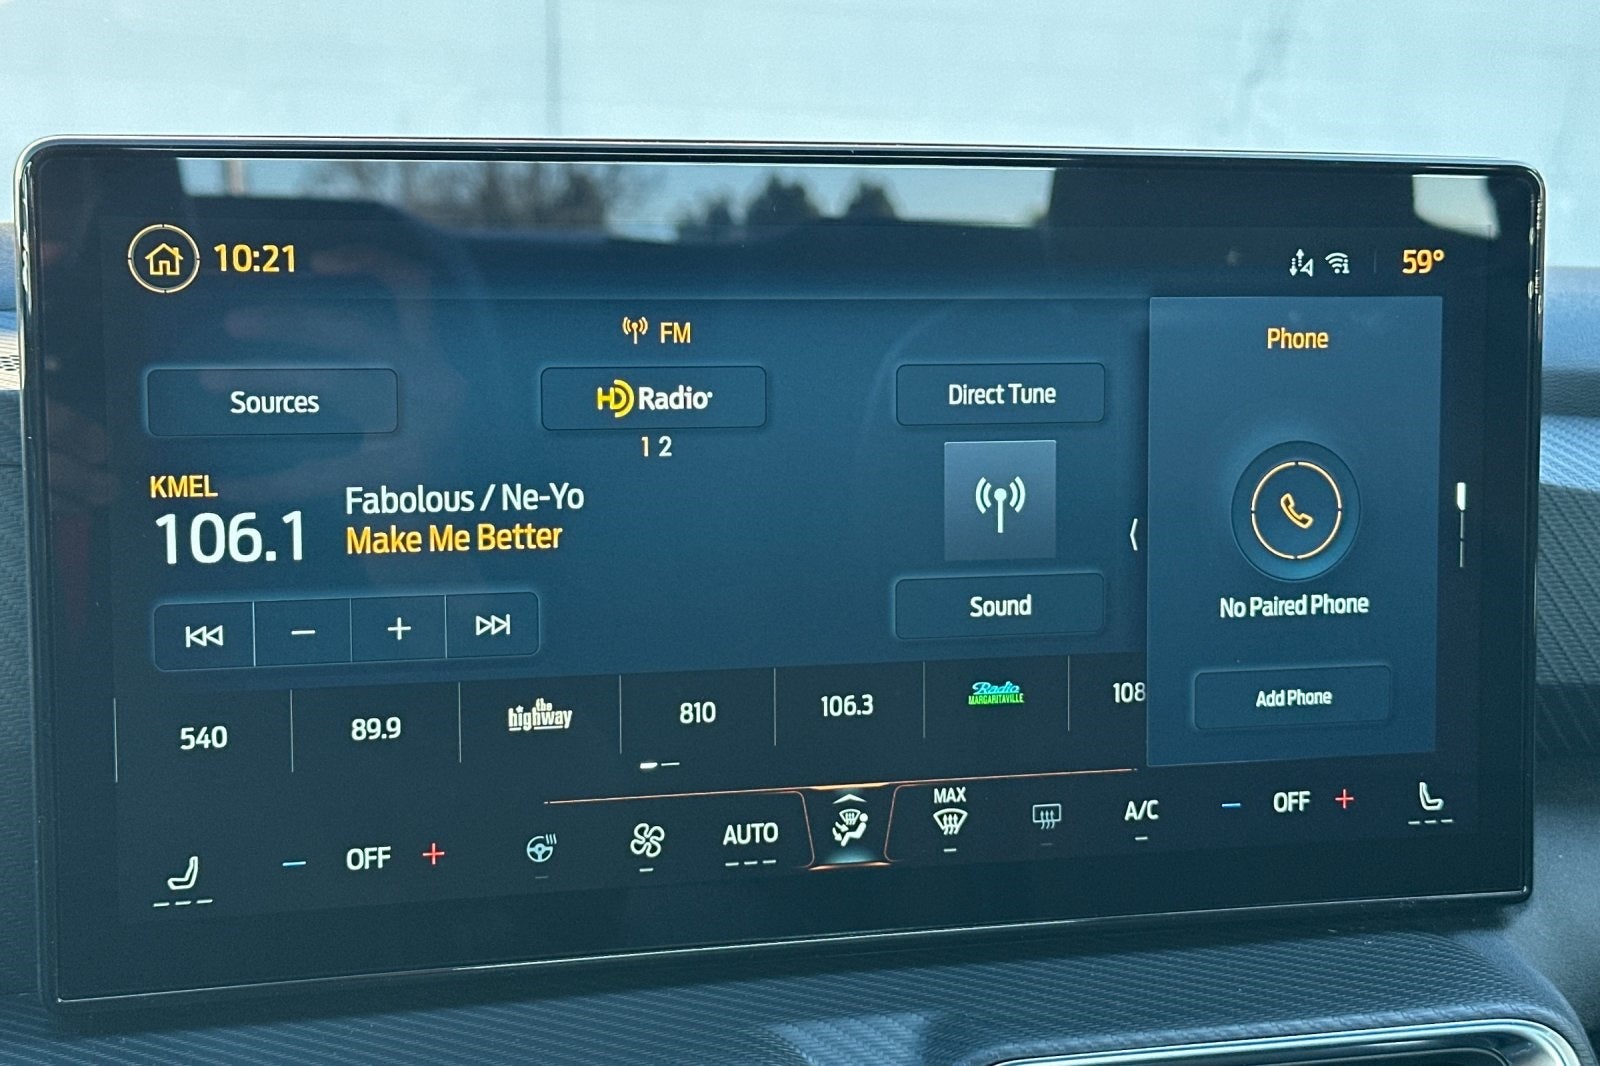 10:21
59°
FM
Phone
Sources
HD Radio
Direct Tune
1 2
KMEL
106.1
Fabolous / Ne-Yo
Make Me Better
No Paired Phone
Sound
Add Phone
540
89.9
the highway
810
106.3
Radio
MARGARITAVILLE
108
OFF
AUTO
MAX
A/C
OFF